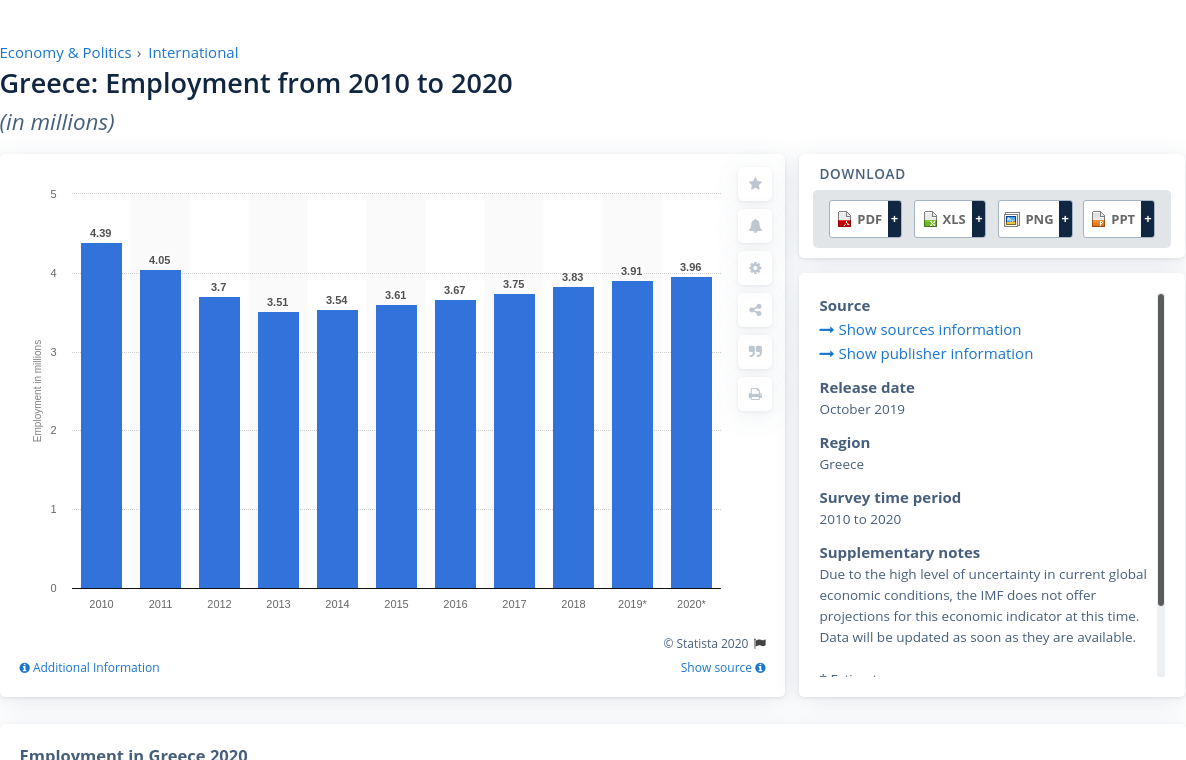 Economy & Politics › International
Greece: Employment from 2010 to 2020
(in millions)
5
4
3
2
1
0
Employment in millions
4.39
4.05
3.7
3.51
3.54
3.61
3.67
3.75
3.83
3.91
3.96
2010 2011 2012 2013 2014 2015 2016 2017 2018 2019* 2020*
© Statista 2020
Additional Information
Show source
DOWNLOAD
PDF + XLS + PNG + PPT +
Source
Show sources information
Show publisher information
Release date
October 2019
Region
Greece
Survey time period
2010 to 2020
Supplementary notes
Due to the high level of uncertainty in current global
economic conditions, the IMF does not offer
projections for this economic indicator at this time.
Data will be updated as soon as they are available.
Employment in Greece 2020